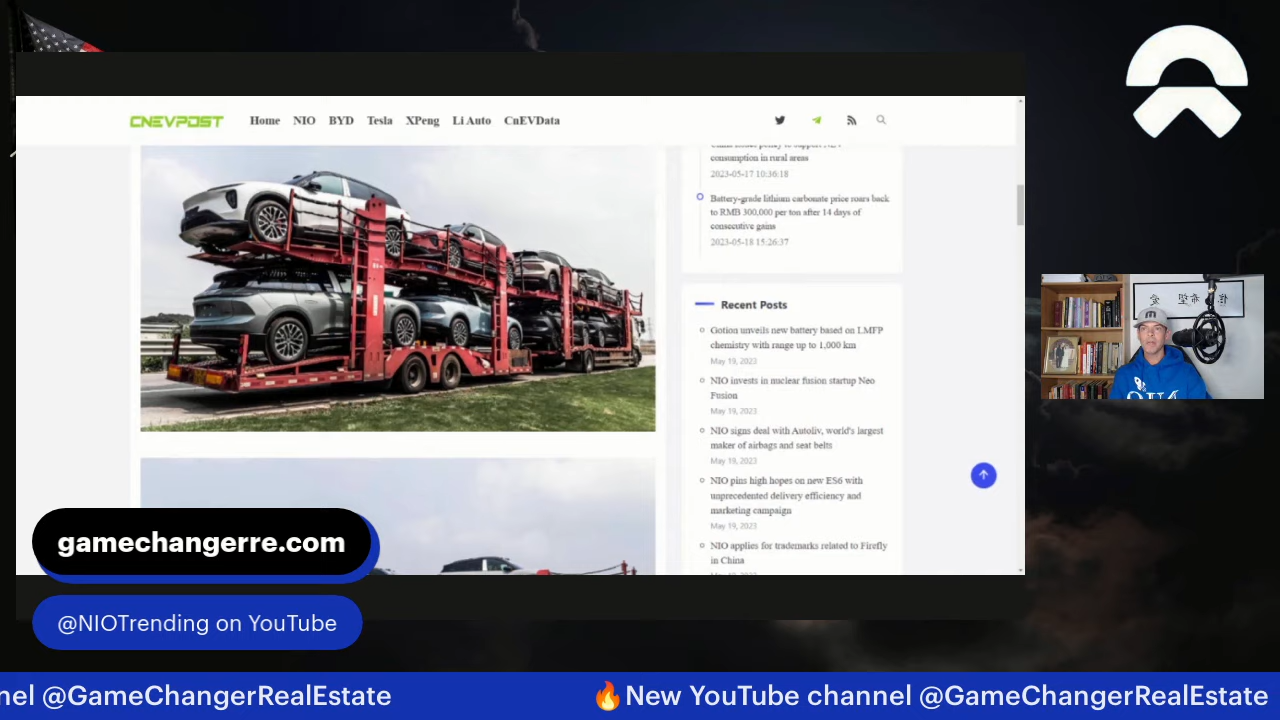 CNEVPOST
Home NIO BYD Tesla XPeng Li Auto CnEVData
consumption in rural areas
2023-05-17 10:36:18
Battery-grade lithium carbonate price roars back
to RMB 300,000 per ton after 14 days of
consecutive gains
2023-05-18 15:26:37
Recent Posts
Gotion unveils new battery based on LMFP
chemistry with range up to 1,000 km
May 19, 2023
NIO invests in nuclear fusion startup Neo
Fusion
May 19, 2023
NIO signs deal with Autoliv, world's largest
maker of airbags and seat belts
May 19, 2023
NIO pins high hopes on new ES6 with
unprecedented delivery efficiency and
marketing campaign
May 19, 2023
NIO applies for trademarks related to Firefly
in China
gamechangerre.com
@NIOTrending on YouTube
nel @GameChangerRealEstate
🔥New YouTube channel @GameChangerRealEstate